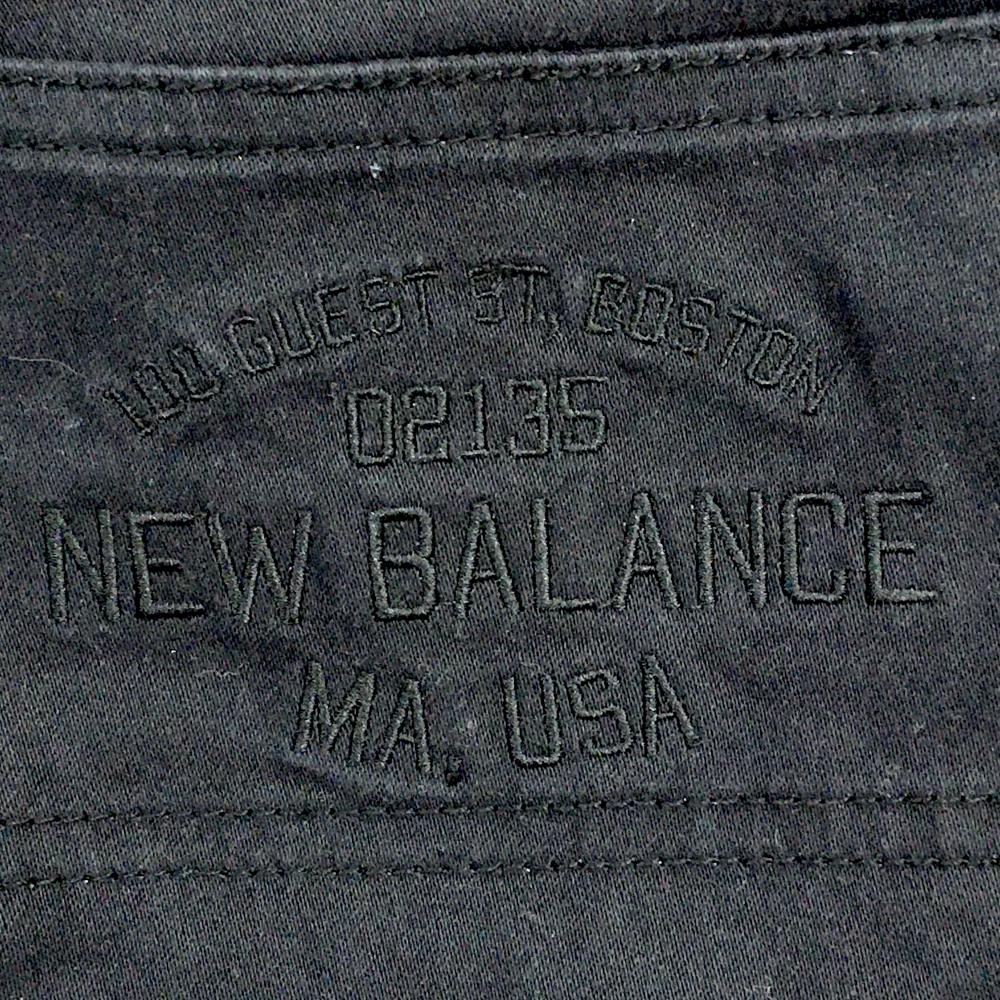 100 GUEST ST, BOSTON
02135
NEW BALANCE
MA, USA